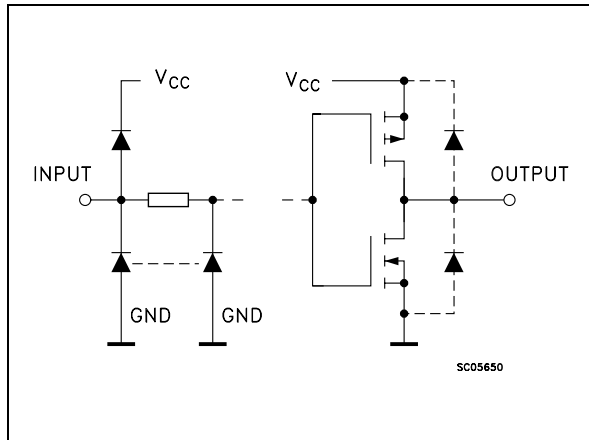 VCC
VCC
INPUT
OUTPUT
GND
GND
SC05650